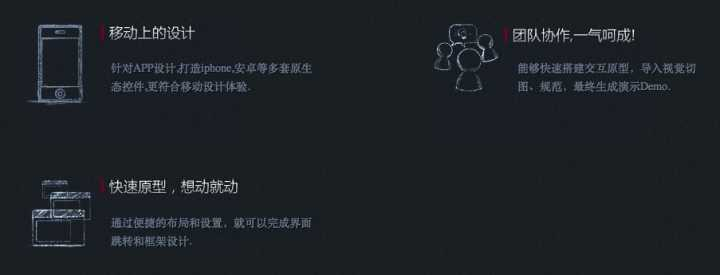 移动上的设计
针对APP设计,打造iphone,安卓等多套原生
态控件,更符合移动设计体验.
团队协作,一气呵成!
能够快速搭建交互原型，导入视觉切
图、规范，最终生成演示Demo.
快速原型，想动就动
通过便捷的布局和设置，就可以完成界面
跳转和框架设计.